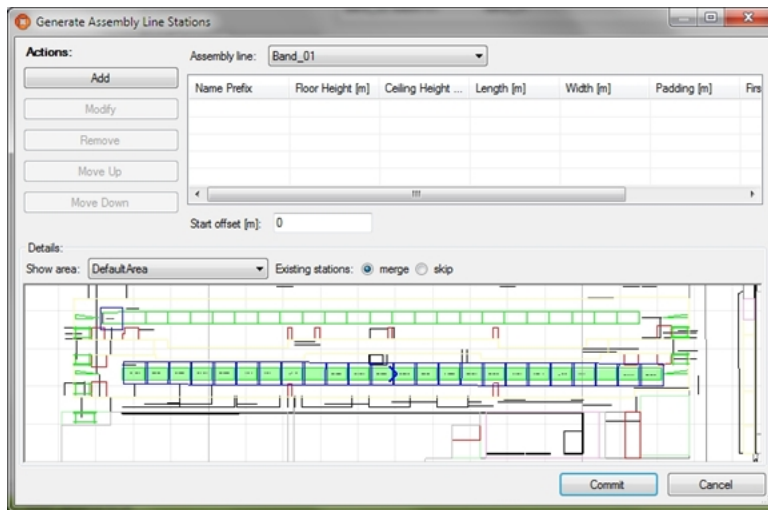 Generate Assembly Line Stations
Actions:
Assembly line: Band_01
Add
Modify
Remove
Move Up
Move Down
Name Prefix Floor Height [m] Ceiling Height ... Length [m] Width [m] Padding [m] Firs
Start offset [m]: 0
Details:
Show area: DefaultArea Existing stations: merge skip
Commit Cancel